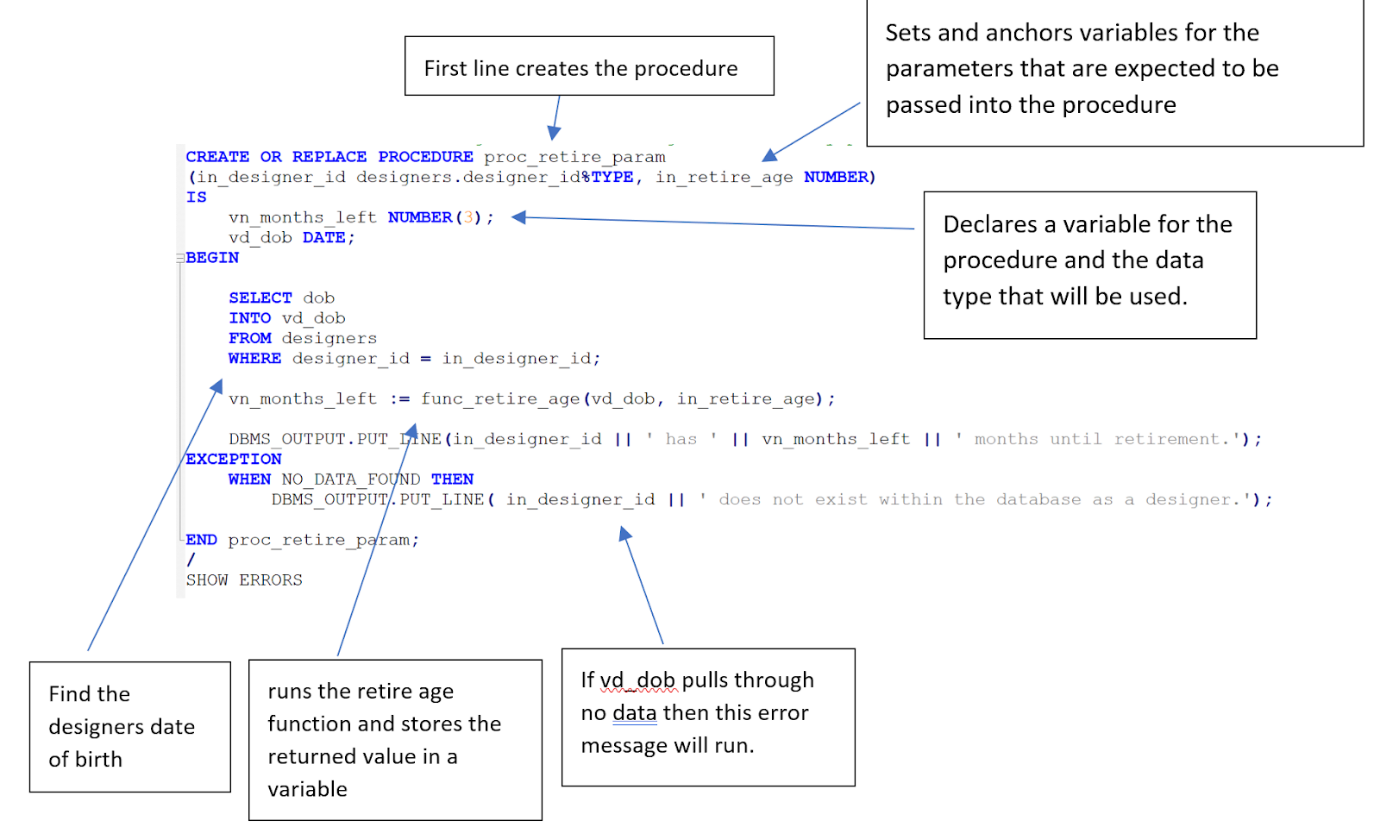 First line creates the procedure
Sets and anchors variables for the
parameters that are expected to be
passed into the procedure
CREATE OR REPLACE PROCEDURE proc_retire_param
(in_designer_id designers.designer_id%TYPE, in_retire_age NUMBER)
IS
vn_months_left NUMBER(3);
vd_dob DATE;
BEGIN
Declares a variable for the
procedure and the data
type that will be used.
SELECT dob
INTO vd_dob
FROM designers
WHERE designer_id = in_designer_id;
vn_months_left := func_retire_age(vd_dob, in_retire_age);
DBMS_OUTPUT.PUT_LINE(in_designer_id || ' has ' || vn_months_left || ' months until retirement.');
EXCEPTION
WHEN NO_DATA_FOUND THEN
DBMS_OUTPUT.PUT_LINE( in_designer_id || ' does not exist within the database as a designer.');
END proc_retire_param;
/
SHOW ERRORS
Find the
designers date
of birth
runs the retire age
function and stores the
returned value in a
variable
If vd_dob pulls through
no data then this error
message will run.